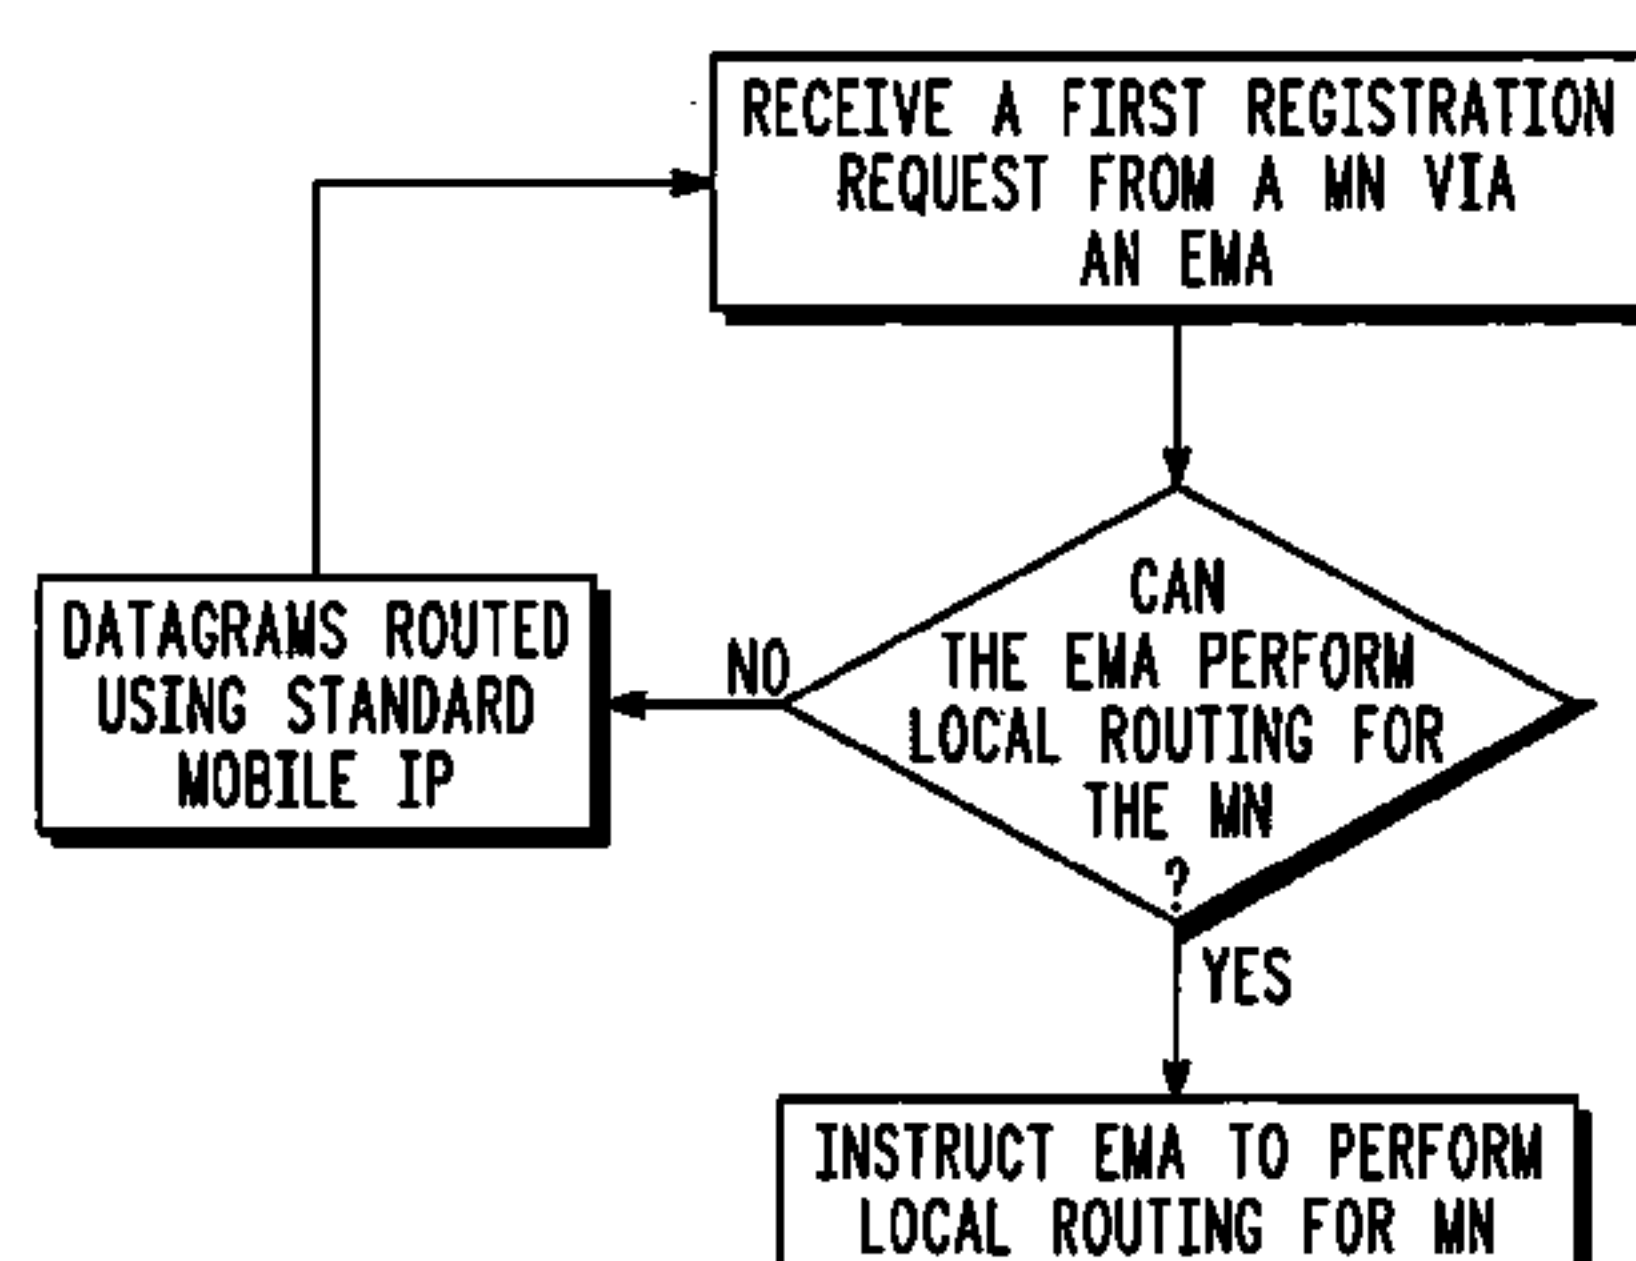 RECEIVE A FIRST REGISTRATION
REQUEST FROM A MN VIA
AN EMA
CAN
THE EMA PERFORM
LOCAL ROUTING FOR
THE MN
?
NO
DATAGRAMS ROUTED
USING STANDARD
MOBILE IP
YES
INSTRUCT EMA TO PERFORM
LOCAL ROUTING FOR MN